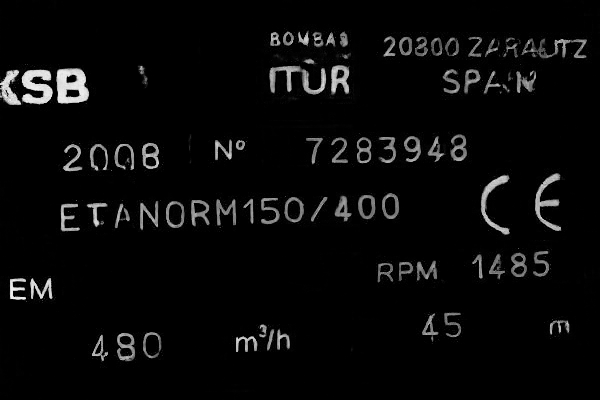 BOMBAS 20800 ZARAUTZ
KSB ITUR SPAIN
2008 Nº 7283948
ETANORM150/400 CE
RPM 1485
EM
480 m³/h 45 m